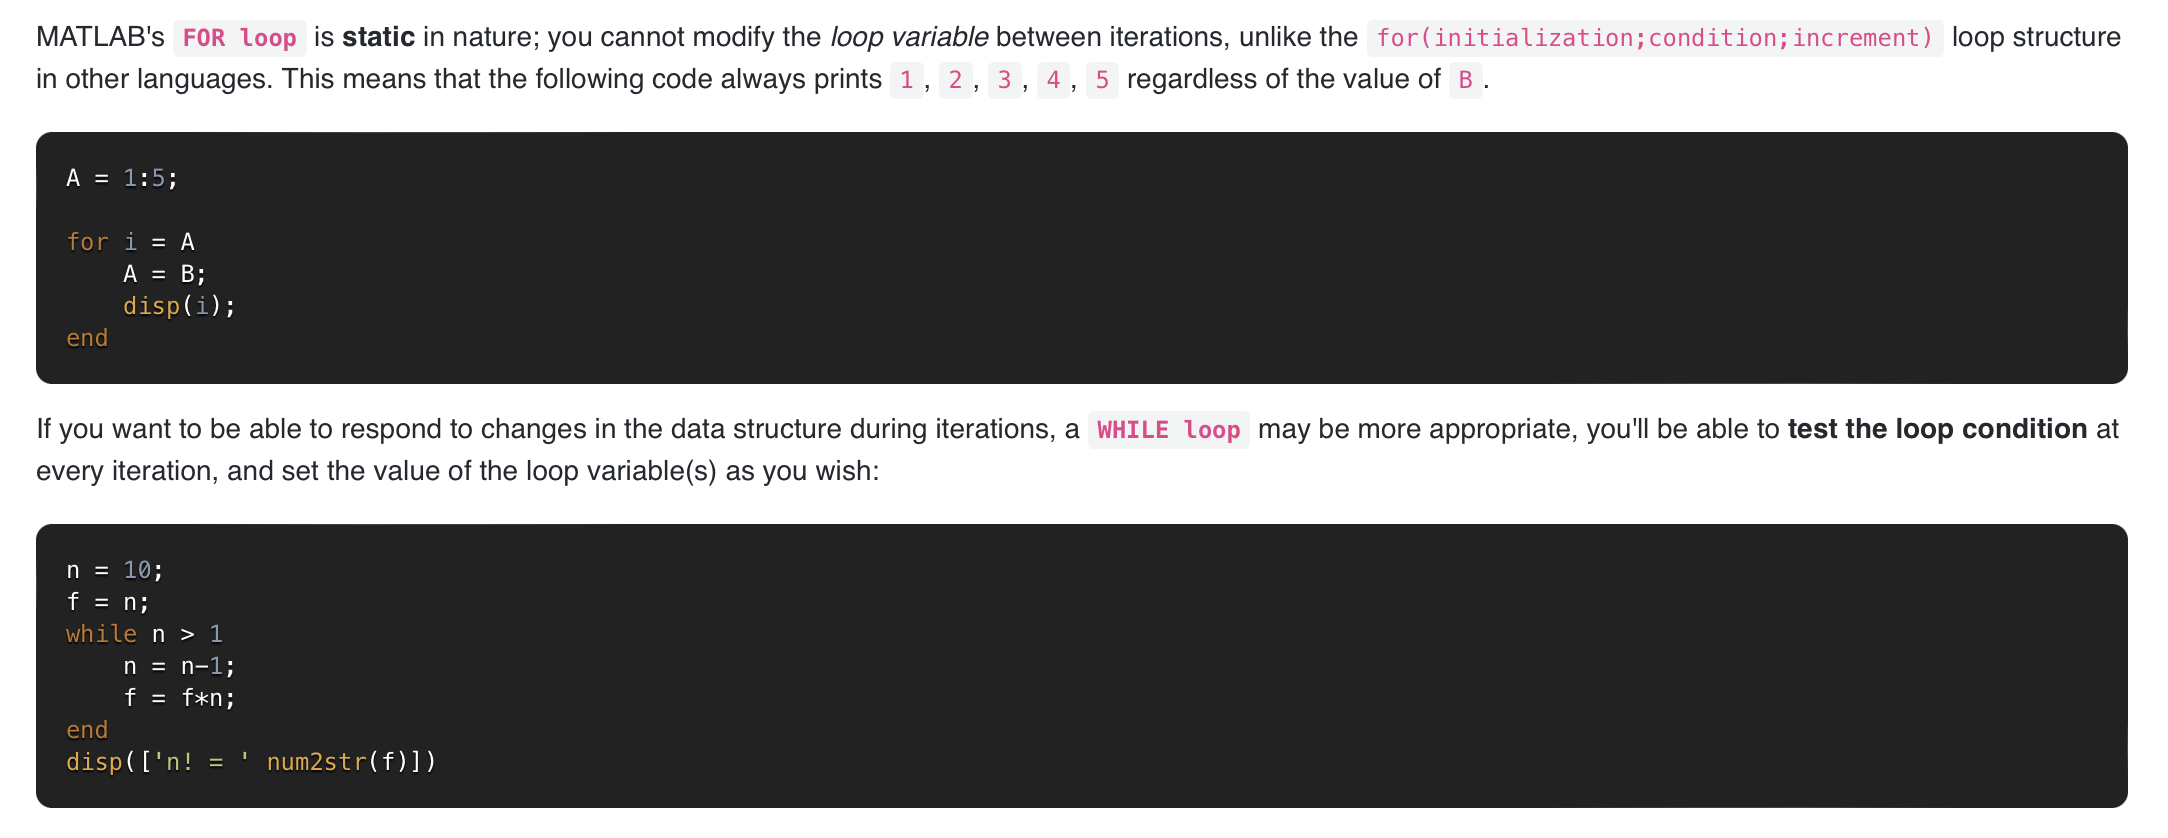 MATLAB's FOR loop is static in nature; you cannot modify the loop variable between iterations, unlike the for(initialization;condition;increment) loop structure
in other languages. This means that the following code always prints 1, 2, 3, 4, 5 regardless of the value of B.
A = 1:5;
for i = A
    A = B;
    disp(i);
end
If you want to be able to respond to changes in the data structure during iterations, a WHILE loop may be more appropriate, you'll be able to test the loop condition at
every iteration, and set the value of the loop variable(s) as you wish:
n = 10;
f = n;
while n > 1
    n = n-1;
    f = f*n;
end
disp(['n! = ' num2str(f)])